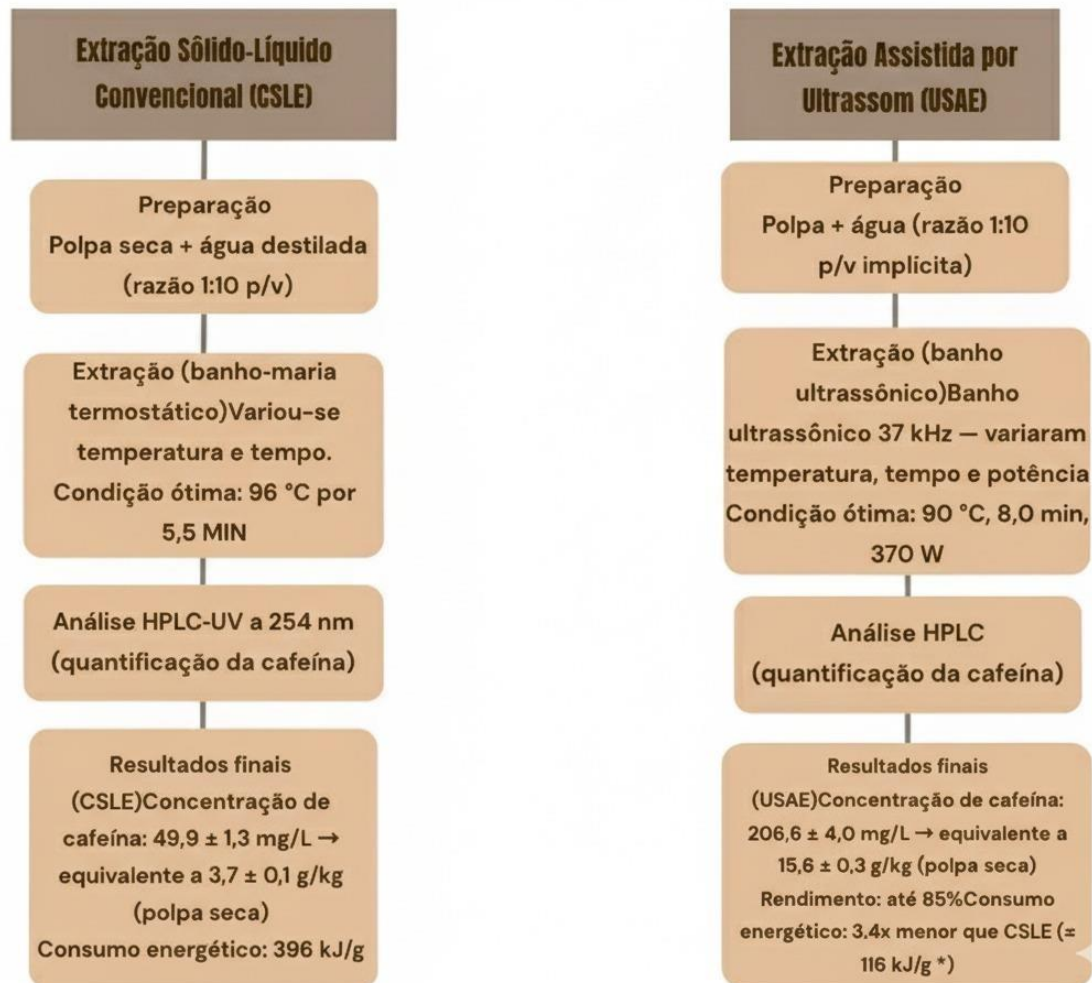 Extração Sôlido-Líquido
Convencional (CSLE)
Preparação
Polpa seca + água destilada
(razão 1:10 p/v)
Extração (banho-maria
termostático)Variou-se
temperatura e tempo.
Condição ótima: 96 °C por
5,5 MIN
Análise HPLC-UV a 254 nm
(quantificação da cafeína)
Resultados finais
(CSLE)Concentração de
cafeína: 49,9 ± 1,3 mg/L →
equivalente a 3,7 ± 0,1 g/kg
(polpa seca)
Consumo energético: 396 kJ/g
Extração Assistida por
Ultrassom (USAE)
Preparação
Polpa + água (razão 1:10
p/v implícita)
Extração (banho
ultrassônico)Banho
ultrassônico 37 kHz — variaram
temperatura, tempo e potência
Condição ótima: 90 °C, 8,0 min,
370 W
Análise HPLC
(quantificação da cafeína)
Resultados finais
(USAE)Concentração de cafeína:
206,6 ± 4,0 mg/L → equivalente a
15,6 ± 0,3 g/kg (polpa seca)
Rendimento: até 85%Consumo
energético: 3,4x menor que CSLE (≈
116 kJ/g *)